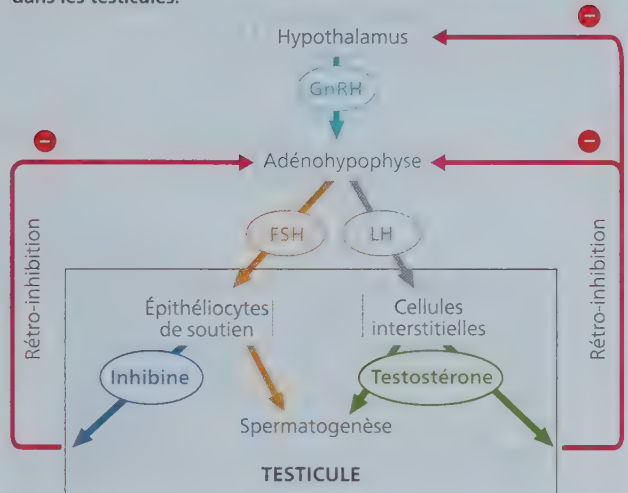 dans les testicules.
Hypothalamus
GnRH
Adénohypophyse
FSH
LH
Rétro-inhibition
Rétro-inhibition
Épithéliocytes
de soutien
Cellules
interstitielles
Inhibine
Testostérone
Spermatogenèse
TESTICULE